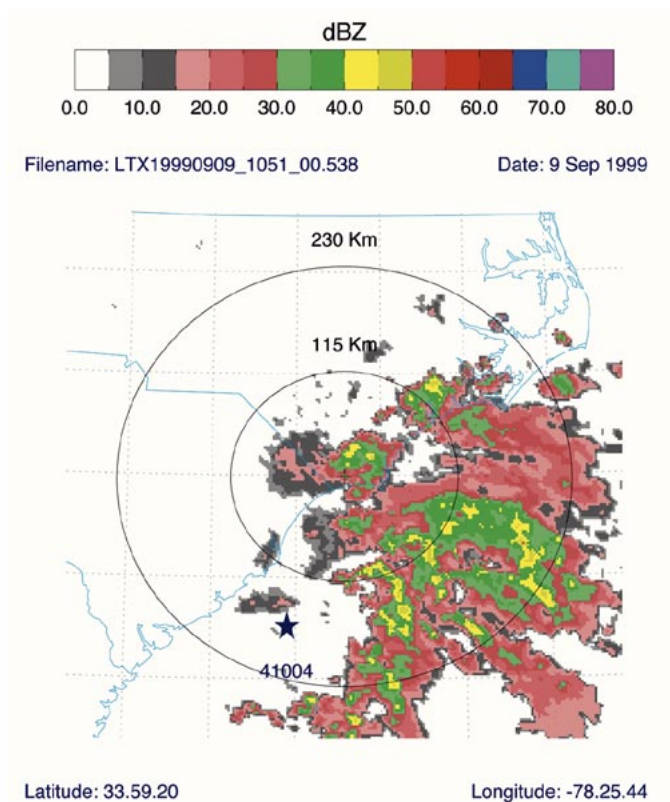 dBZ
0.0 10.0 20.0 30.0 40.0 50.0 60.0 70.0 80.0
Filename: LTX19990909_1051_00.538 Date: 9 Sep 1999
230 Km
115 Km
41004
Latitude: 33.59.20 Longitude: -78.25.44